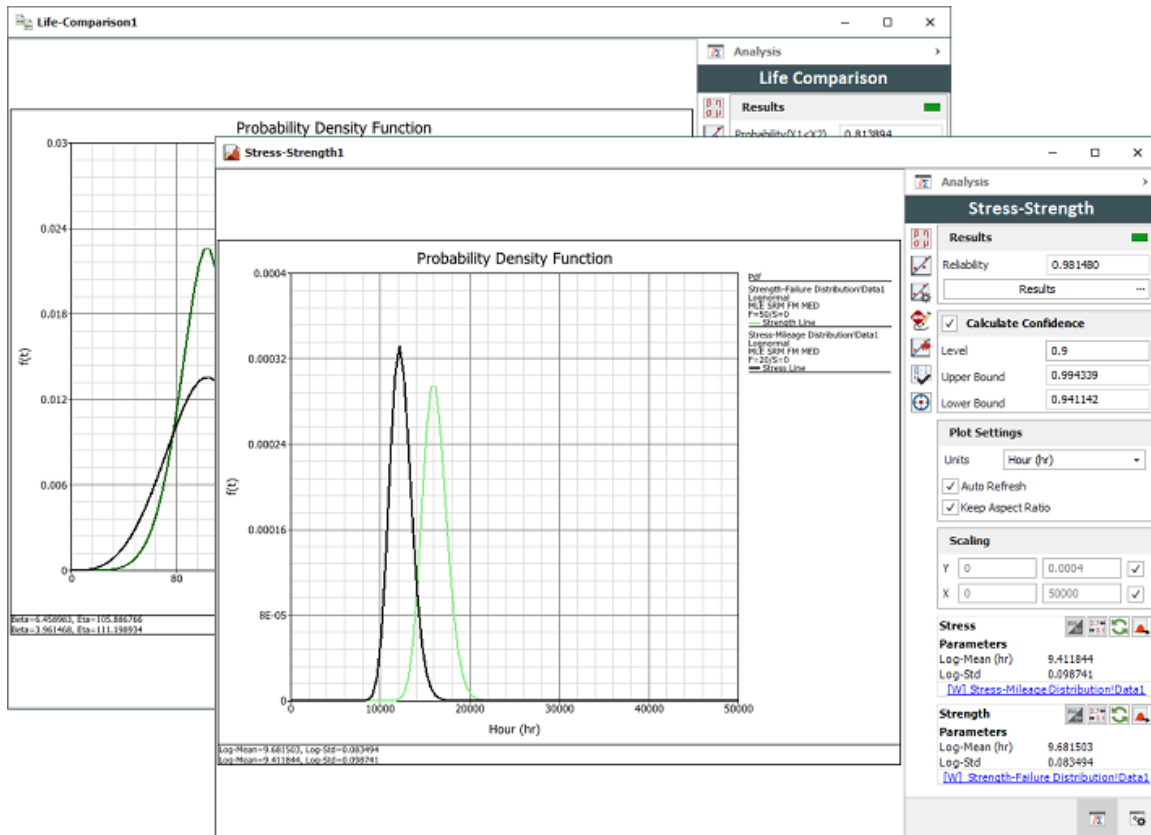 Life-Comparison1
Analysis
Life Comparison
Results
Probability(X1<X2) 0.813894
Probability Density Function
0.03
0.024
0.018
0.012
0.006
0
f(t)
0 80
Beta=6.458983, Eta=105.886766
Beta=3.961468, Eta=111.198934
Stress-Strength1
Probability Density Function
0.0004
0.00032
0.00024
0.00016
8E-05
0
f(t)
0 10000 20000 30000 40000 50000
Hour (hr)
Pdf
Strength-Failure Distribution!Data1
Lognormal
MLE SRM FM MED
F=50/S=0
Strength Line
Stress-Mileage Distribution!Data1
Lognormal
MLE SRM FM MED
F=20/S=0
Stress Line
Log-Mean=9.681503, Log-Std=0.083494
Log-Mean=9.411844, Log-Std=0.098741
Analysis
Stress-Strength
β η
σ μ
Results
Reliability 0.981480
Results ...
Calculate Confidence
Level 0.9
Upper Bound 0.994339
Lower Bound 0.941142
Plot Settings
Units Hour (hr)
Auto Refresh
Keep Aspect Ratio
Scaling
Y 0 0.0004
X 0 50000
Stress
Parameters
Log-Mean (hr) 9.411844
Log-Std 0.098741
[W] Stress-Mileage Distribution!Data1
Strength
Parameters
Log-Mean (hr) 9.681503
Log-Std 0.083494
[W] Strength-Failure Distribution!Data1